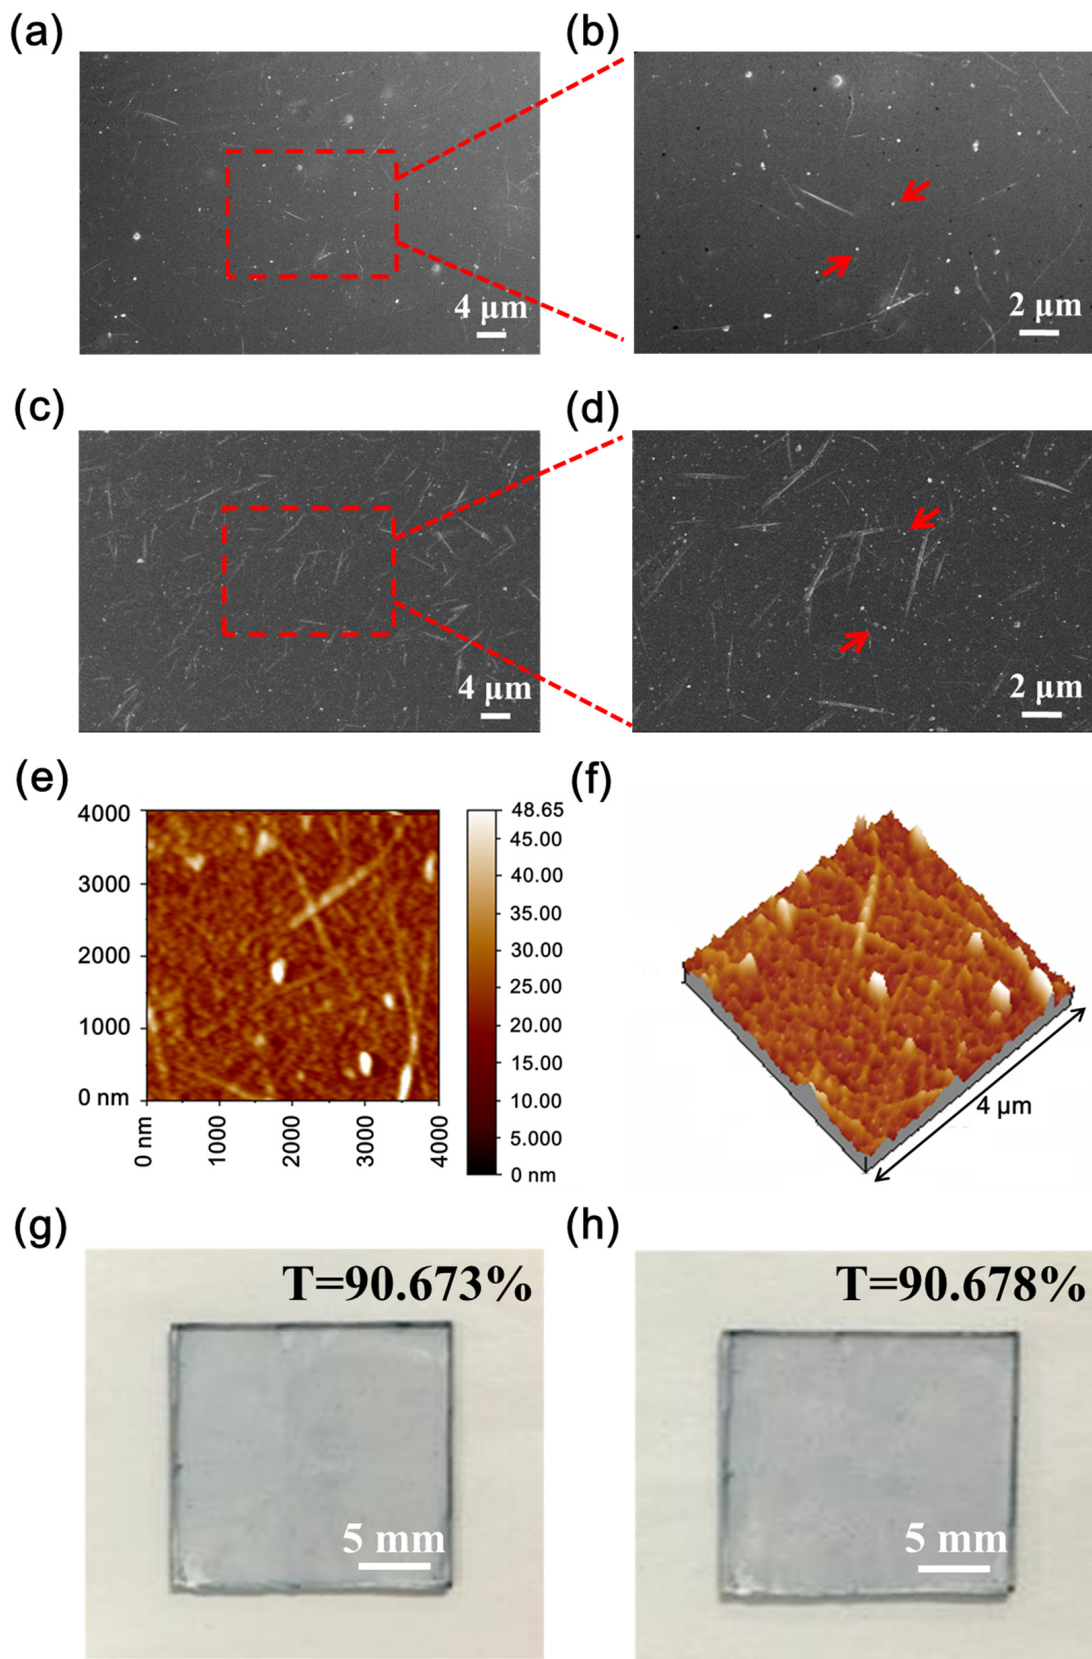 (a)
(b)
4 μm
2 μm
(c)
(d)
4 μm
2 μm
(e)
(f)
4000
3000
2000
1000
0 nm
0 nm
1000
2000
3000
4000
48.65
40.00
35.00
30.00
25.00
20.00
15.00
10.00
5.000
0 nm
4 μm
(g)
(h)
T=90.673%
T=90.678%
5 mm
5 mm